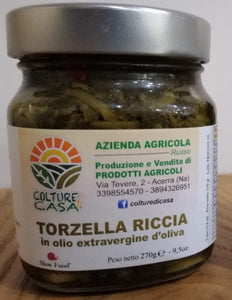 AZIENDA AGRICOLA
Russo
Produzione e Vendita di
PRODOTTI AGRICOLI
Via Tevere, 2 - Acerra (Na)
3398554570 - 3894326951
f colturedicasa
COLTURE di
CASA
TORZELLA RICCIA
in olio extravergine d'oliva
Slow Food®
Peso netto 270g - 9,5oz